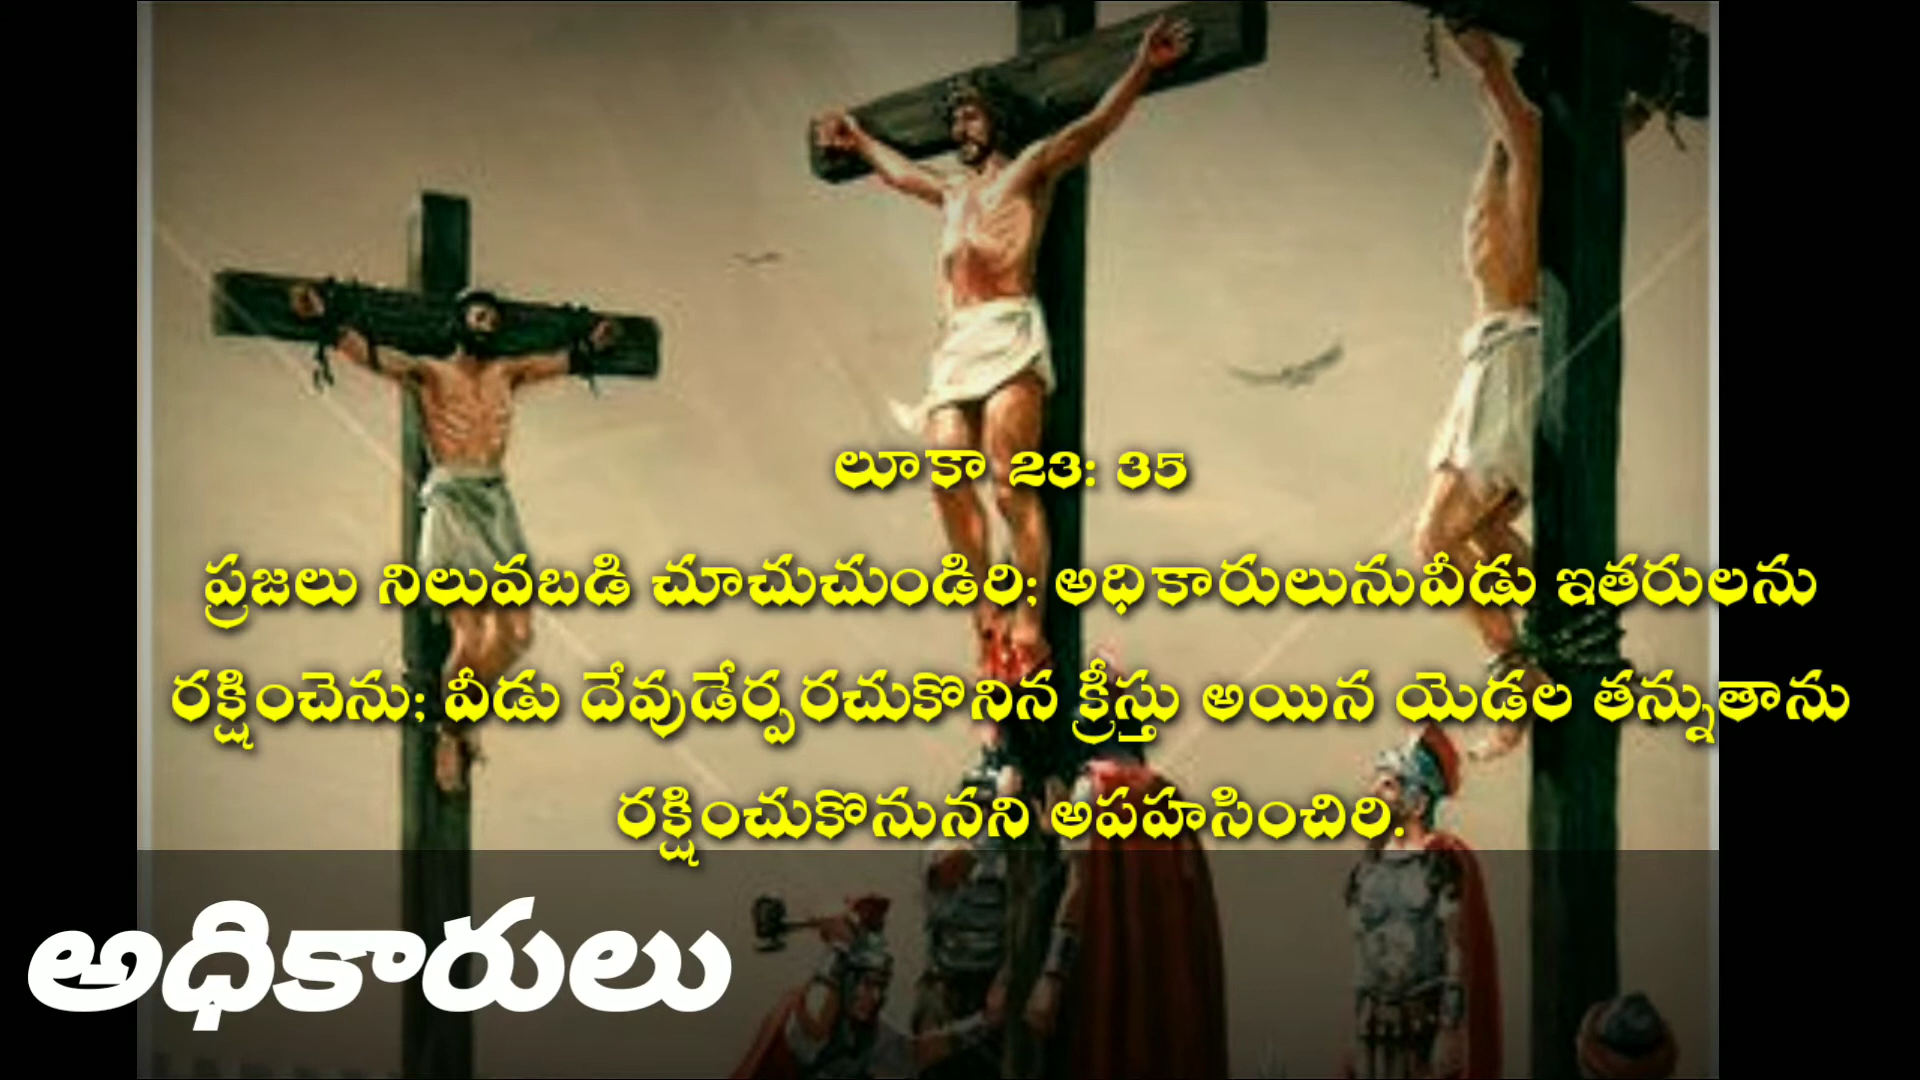 లూకా 23: 35
ప్రజలు నిలువబడి చూచుచుండిరి; అధికారులునువీడు ఇతరులను
రక్షించెను; వీడు దేవుడేర్పరచుకొనిన క్రీస్తు అయిన యెడల తన్నుతాను
రక్షించుకొనునని అపహసించిరి.
అధికారులు